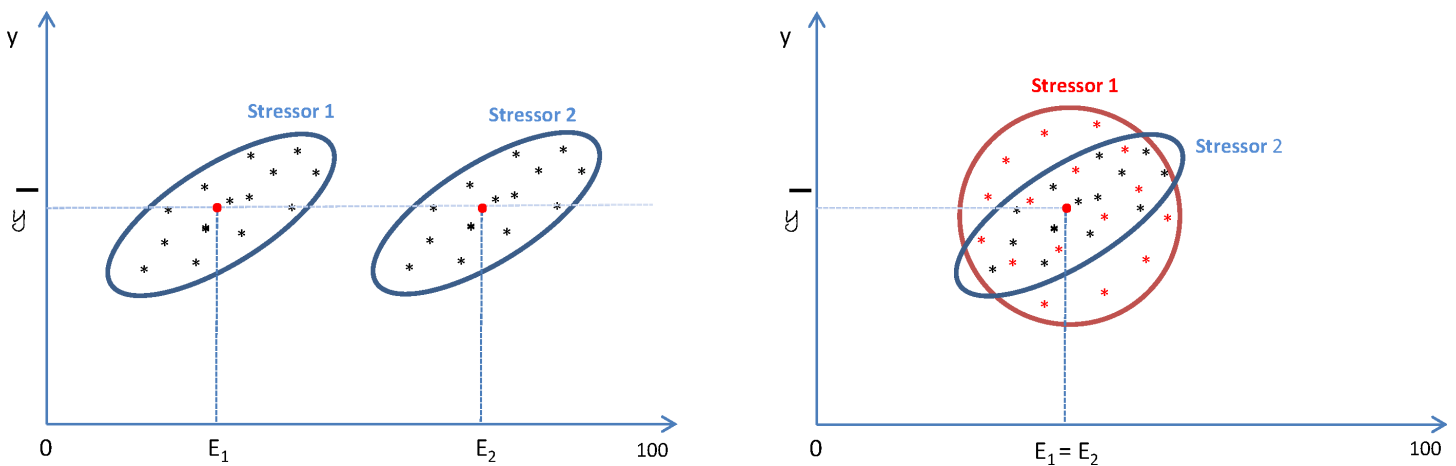 y
Stressor 1
Stressor 2
ȳ
0
E₁
E₂
100
y
Stressor 1
Stressor 2
ȳ
0
E₁ = E₂
100